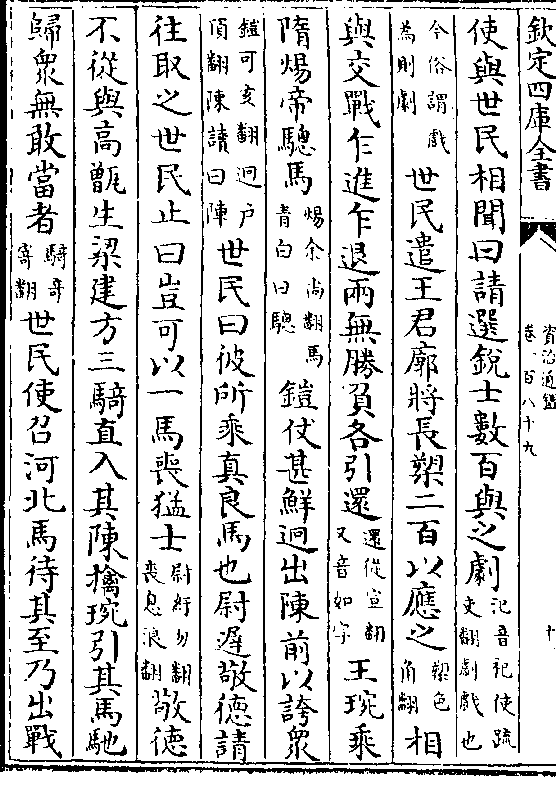 欽定四庫全書
資治通鑑
卷一百八十九
十
使與世民相聞曰請選銳士數百與之劇汜音祀使疏吏翻劇戲也
今俗謂戲為則劇世民遣王君廓將長槊二百以應之槊色角翻相
與交戰乍進乍退兩無勝負各引還還從宣翻又音如字王琬乘
隋煬帝驄馬煬余尚翻馬青白曰驄鎧仗甚鮮迥出陳前以誇衆
鎧可亥翻迥户頂翻陳讀曰陣世民曰彼所乘真良馬也尉遲敬德請
往取之世民止曰豈可以一馬喪猛士尉紆勿翻喪息浪翻敬德
不從與高甑生梁建方三騎直入其陳擒琬引其馬馳
歸衆無敢當者騎奇寄翻世民使召河北馬待其至乃出戰